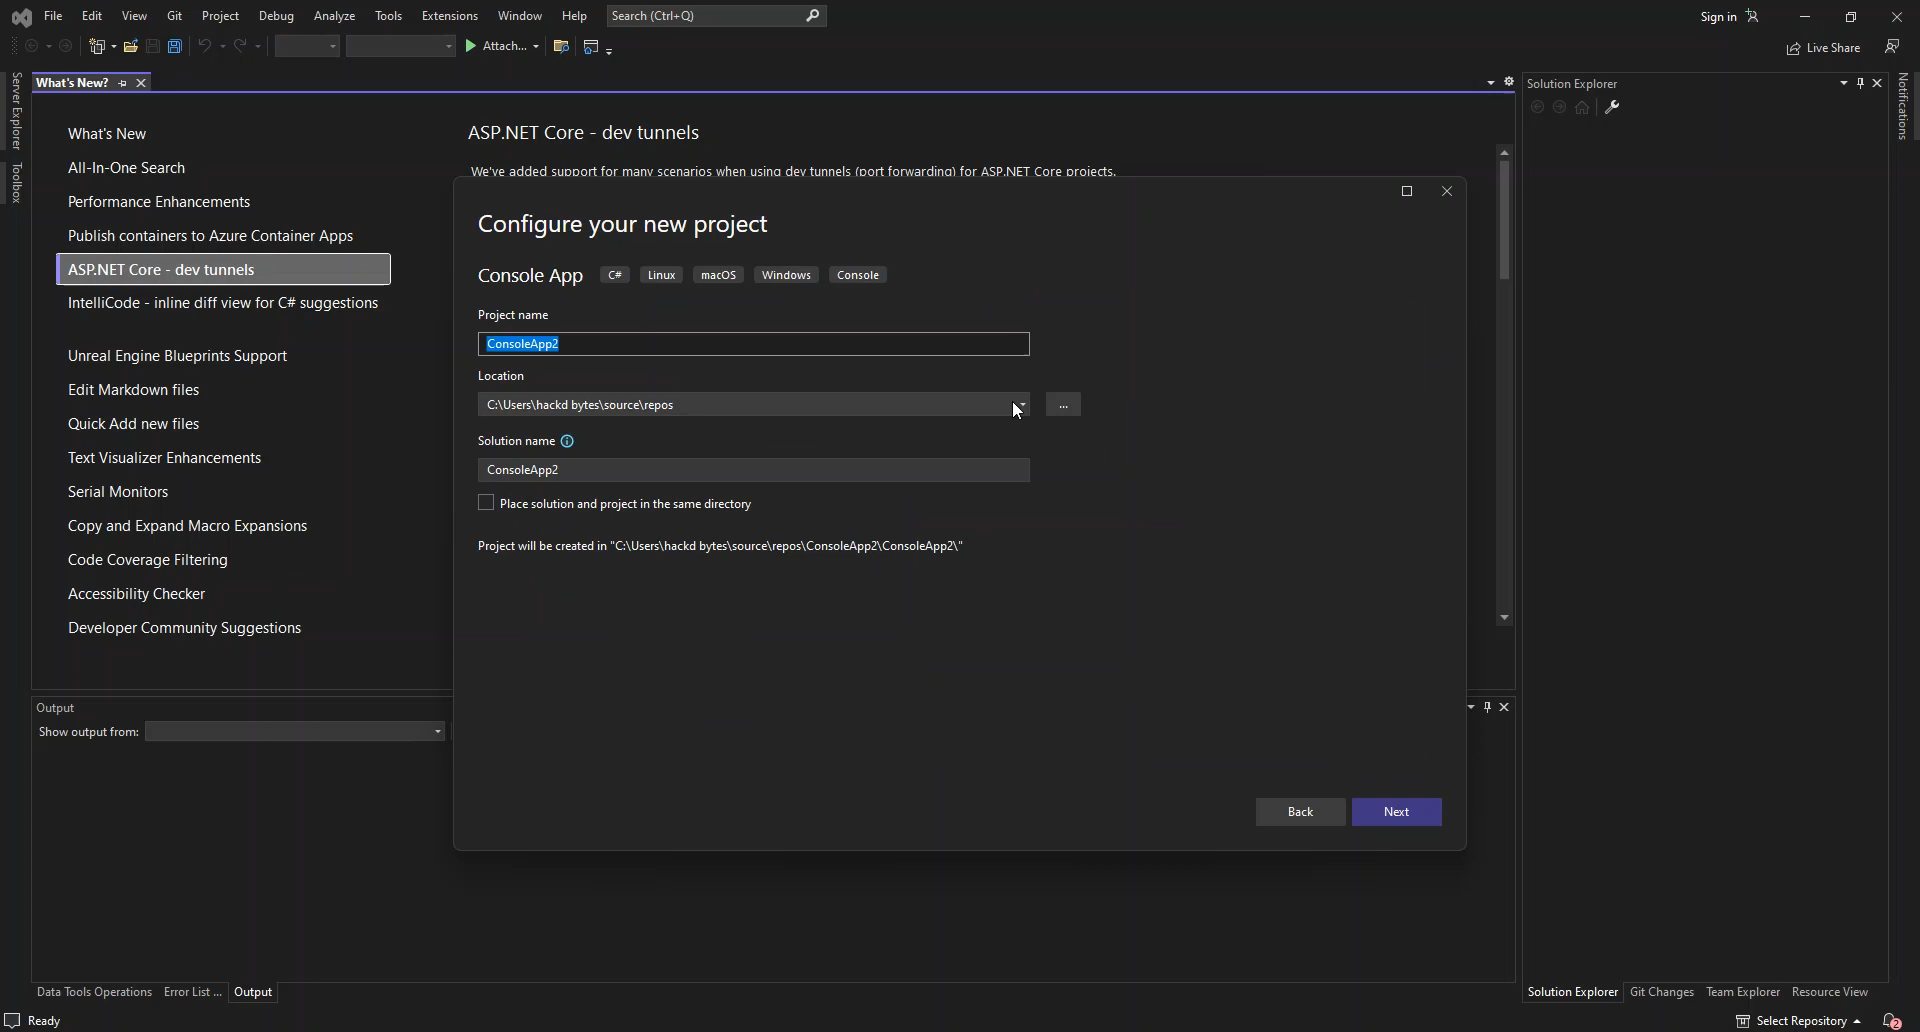 File Edit View Git Project Debug Analyze Tools Extensions Window Help Search (Ctrl+Q) Sign in
Attach... Live Share
Server Explorer
Toolbox
What's New?
What's New
All-In-One Search
Performance Enhancements
Publish containers to Azure Container Apps
ASP.NET Core - dev tunnels
IntelliCode - inline diff view for C# suggestions
Unreal Engine Blueprints Support
Edit Markdown files
Quick Add new files
Text Visualizer Enhancements
Serial Monitors
Copy and Expand Macro Expansions
Code Coverage Filtering
Accessibility Checker
Developer Community Suggestions
ASP.NET Core - dev tunnels
We've added support for many scenarios when using dev tunnels (port forwarding) for ASP.NET Core projects.
Configure your new project
Console App C# Linux macOS Windows Console
Project name
ConsoleApp2
Location
C:\Users\hackd bytes\source\repos
...
Solution name
ConsoleApp2
Place solution and project in the same directory
Project will be created in "C:\Users\hackd bytes\source\repos\ConsoleApp2\ConsoleApp2\"
Back Next
Solution Explorer
Notifications
Output
Show output from:
Data Tools Operations Error List ... Output
Solution Explorer Git Changes Team Explorer Resource View
Ready
Select Repository
2